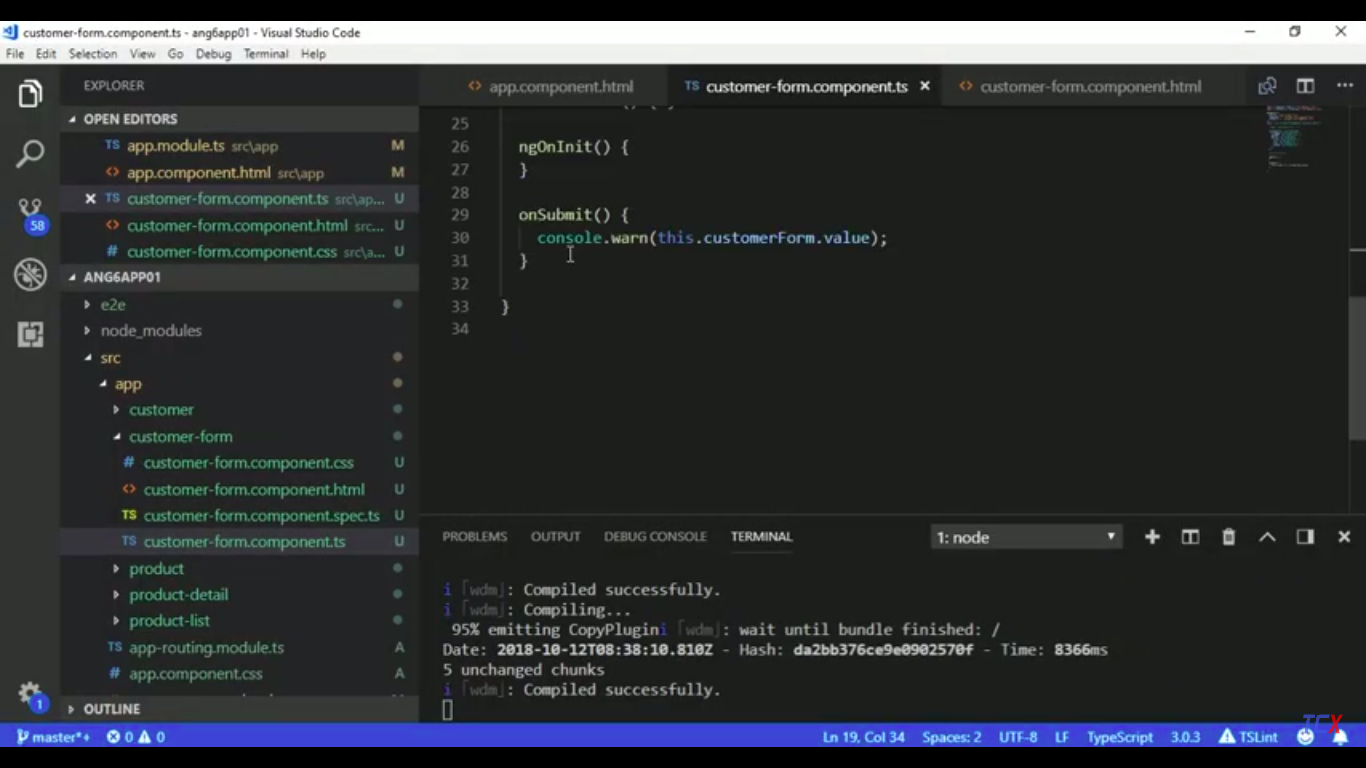 customer-form.component.ts - ang6app01 - Visual Studio Code
File Edit Selection View Go Debug Terminal Help
EXPLORER
OPEN EDITORS
TS app.module.ts src\app M
<> app.component.html src\app M
TS customer-form.component.ts src\ap... U
<> customer-form.component.html src... U
# customer-form.component.css src\a... U
ANG6APP01
e2e
node_modules
src
app
customer
customer-form
# customer-form.component.css U
<> customer-form.component.html U
TS customer-form.component.spec.ts U
TS customer-form.component.ts U
product
product-detail
product-list
TS app-routing.module.ts A
app.component.css A
OUTLINE
58
1
<> app.component.html
TS customer-form.component.ts
<> customer-form.component.html
25
26 ngOnInit() {
27 }
28
29 onSubmit() {
30 console.warn(this.customerForm.value);
31 }
32
33 }
34
PROBLEMS OUTPUT DEBUG CONSOLE TERMINAL 1: node
i ｢wdm｣: Compiled successfully.
i ｢wdm｣: Compiling...
95% emitting CopyPlugini ｢wdm｣: wait until bundle finished: /
Date: 2018-10-12T08:38:10.810Z - Hash: da2bb376ce9e0902570f - Time: 8366ms
5 unchanged chunks
i ｢wdm｣: Compiled successfully.
master*+ 0 0 Ln 19, Col 34 Spaces: 2 UTF-8 LF TypeScript 3.0.3 TSLint